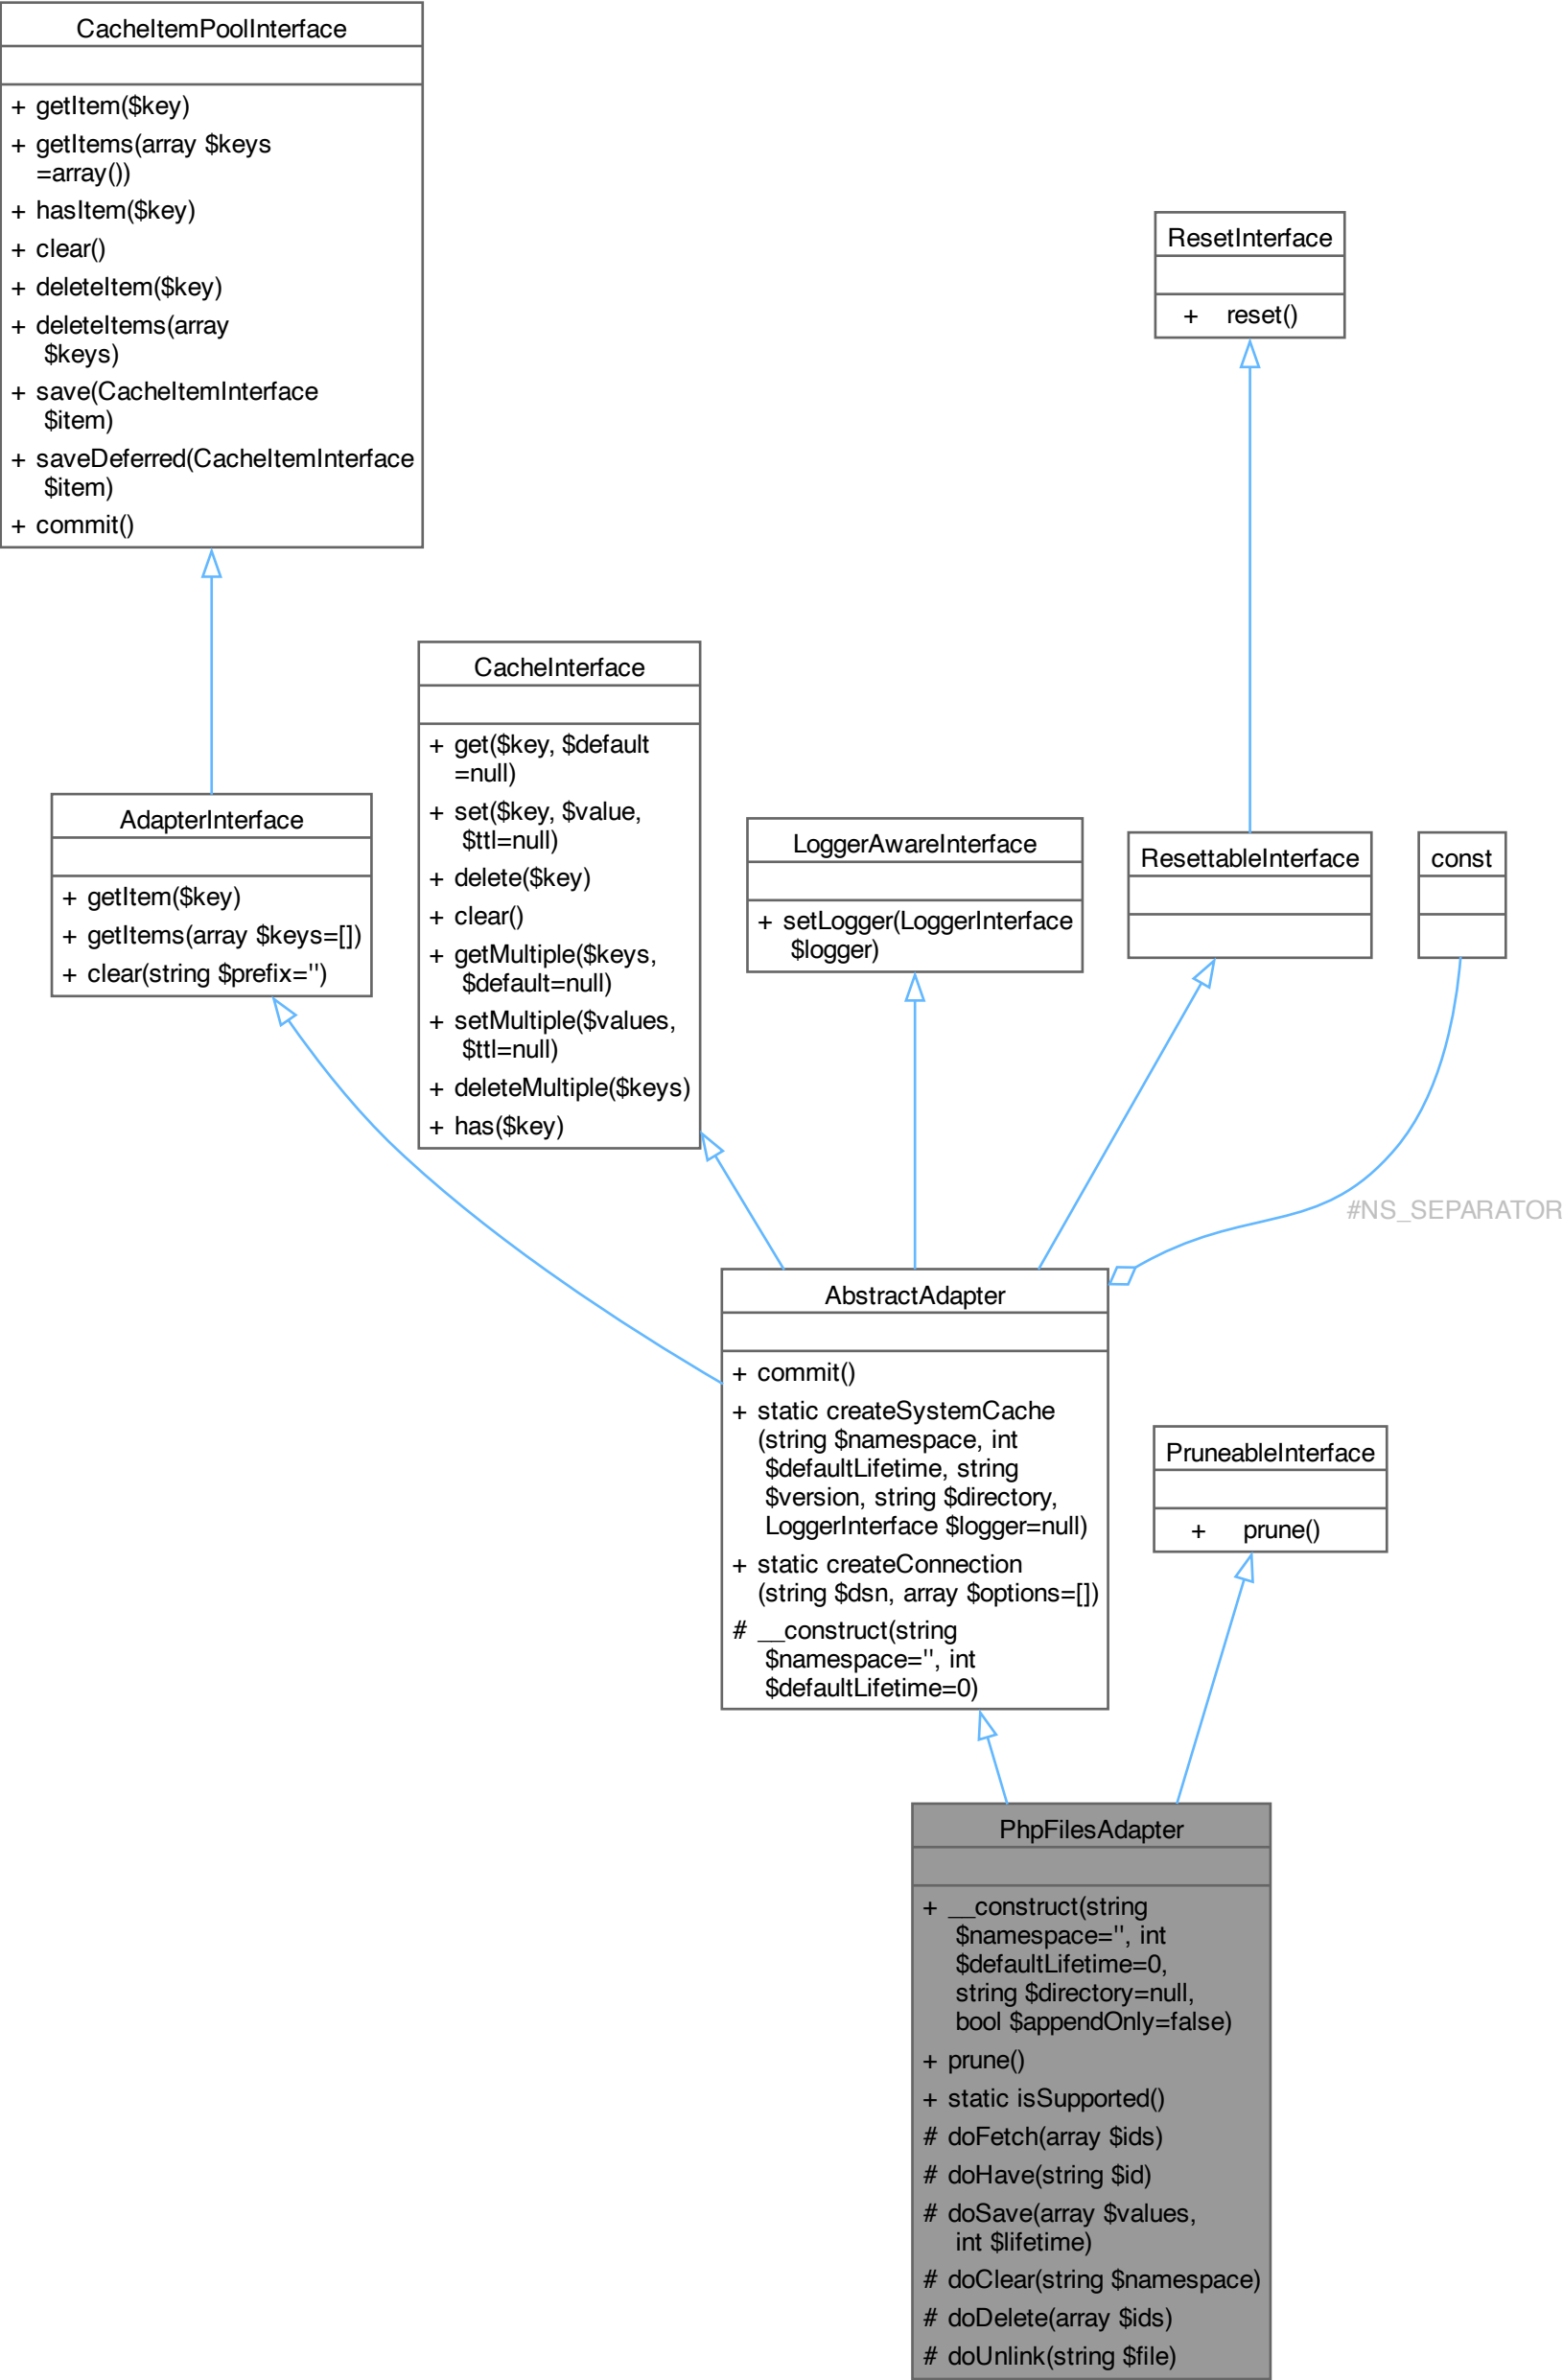 CacheItemPoolInterface
+ getItem($key)
+ getItems(array $keys
=array())
+ hasItem($key)
+ clear()
+ deleteItem($key)
+ deleteItems(array
$keys)
+ save(CacheItemInterface
$item)
+ saveDeferred(CacheItemInterface
$item)
+ commit()
ResetInterface
+ reset()
CacheInterface
+ get($key, $default
=null)
+ set($key, $value,
$ttl=null)
+ delete($key)
+ clear()
+ getMultiple($keys,
$default=null)
+ setMultiple($values,
$ttl=null)
+ deleteMultiple($keys)
+ has($key)
AdapterInterface
+ getItem($key)
+ getItems(array $keys=[])
+ clear(string $prefix='')
LoggerAwareInterface
+ setLogger(LoggerInterface
$logger)
ResettableInterface
const
#NS_SEPARATOR
AbstractAdapter
+ commit()
+ static createSystemCache
(string $namespace, int
$defaultLifetime, string
$version, string $directory,
LoggerInterface $logger=null)
+ static createConnection
(string $dsn, array $options=[])
# __construct(string
$namespace='', int
$defaultLifetime=0)
PruneableInterface
+ prune()
PhpFilesAdapter
+ __construct(string
$namespace='', int
$defaultLifetime=0,
string $directory=null,
bool $appendOnly=false)
+ prune()
+ static isSupported()
# doFetch(array $ids)
# doHave(string $id)
# doSave(array $values,
int $lifetime)
# doClear(string $namespace)
# doDelete(array $ids)
# doUnlink(string $file)